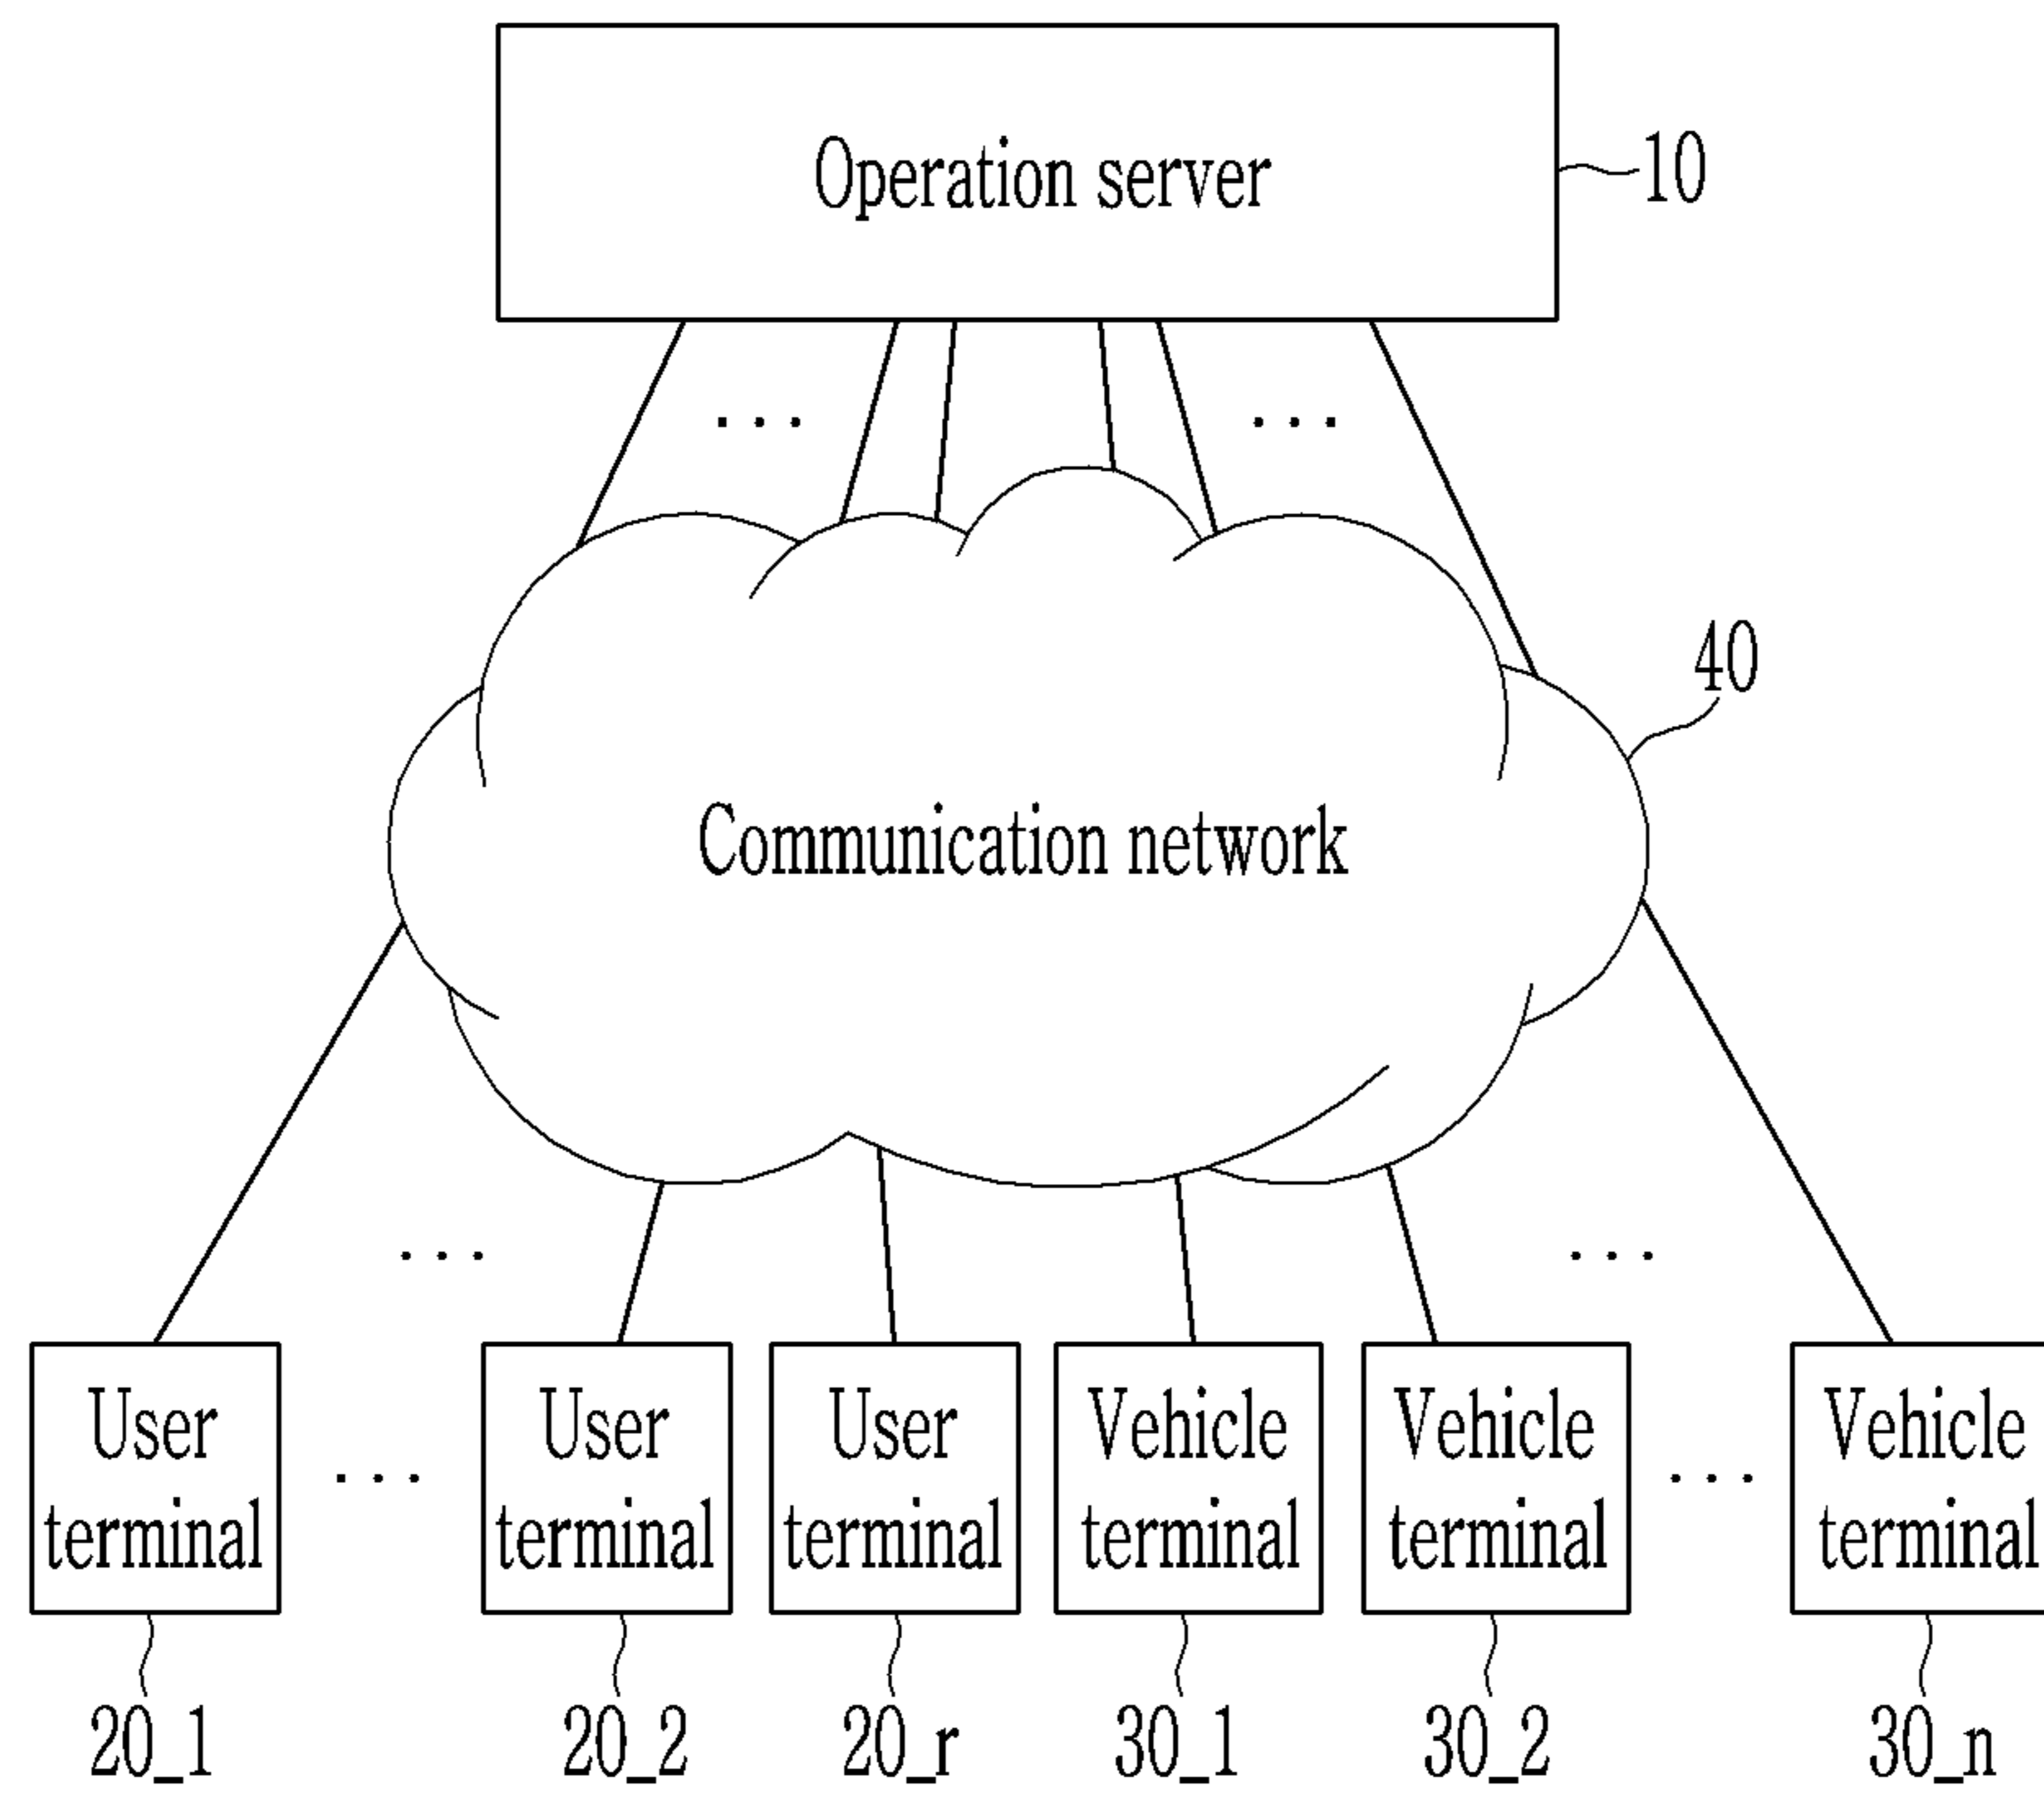 Operation server
10
...
...
40
Communication network
...
...
User
terminal
...
User
terminal
User
terminal
Vehicle
terminal
Vehicle
terminal
...
Vehicle
terminal
20_1
20_2
20_r
30_1
30_2
30_n